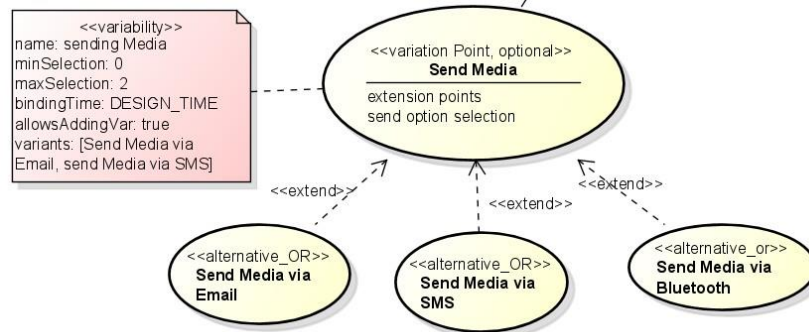 <<variability>>
name: sending Media
minSelection: 0
maxSelection: 2
bindingTime: DESIGN_TIME
allowsAddingVar: true
variants: [Send Media via
Email, send Media via SMS]
<<variation Point, optional>>
Send Media
extension points
send option selection
<<extend>>
<<extend>>
<<extend>>
<<alternative_OR>>
Send Media via
Email
<<alternative_OR>>
Send Media via
SMS
<<alternative_or>>
Send Media via
Bluetooth